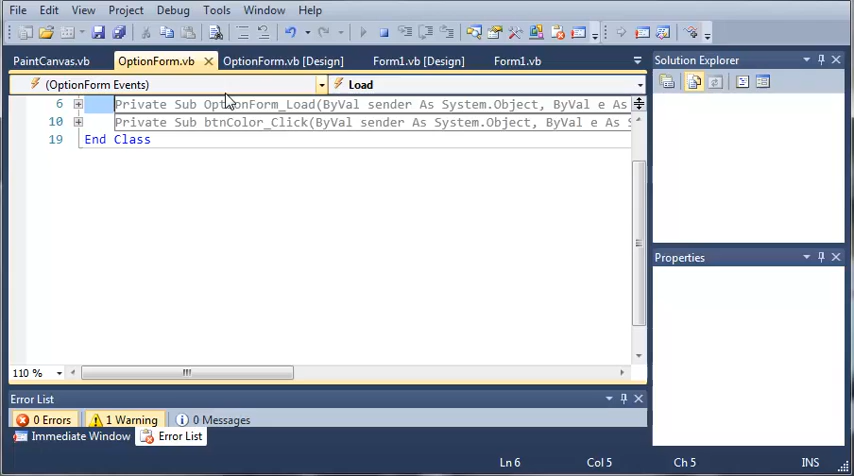 File Edit View Project Debug Tools Window Help
PaintCanvas.vb OptionForm.vb OptionForm.vb [Design] Form1.vb [Design] Form1.vb
Solution Explorer
(OptionForm Events) Load
6 Private Sub OptionForm_Load(ByVal sender As System.Object, ByVal e As
10 Private Sub btnColor_Click(ByVal sender As System.Object, ByVal e As S
19 End Class
Properties
110 %
Error List
0 Errors 1 Warning 0 Messages
Immediate Window Error List
Ln 6 Col 5 Ch 5 INS